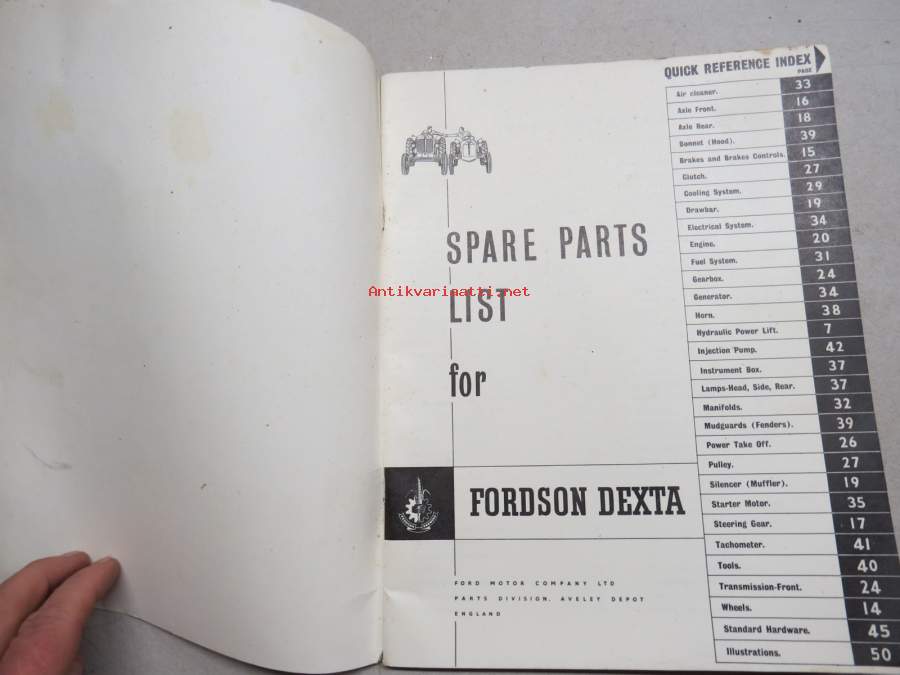 QUICK REFERENCE INDEX
PAGE
Air cleaner. 33
Axle Front. 16
Axle Rear. 18
Bonnet (Hood). 39
Brakes and Brakes Controls. 15
Clutch. 27
Cooling System. 29
Drawbar. 19
Electrical System. 34
Engine. 20
Fuel System. 31
Gearbox. 24
Generator. 34
Horn. 38
Hydraulic Power Lift. 7
Injection Pump. 42
Instrument Box. 37
Lamps-Head, Side, Rear. 37
Manifolds. 32
Mudguards (Fenders). 39
Power Take Off. 26
Pulley. 27
Silencer (Muffler). 19
Starter Motor. 35
Steering Gear. 17
Tachometer. 41
Tools. 40
Transmission-Front. 24
Wheels. 14
Standard Hardware. 45
Illustrations. 50
SPARE PARTS
Antikvariaatti.net
LIST
for
FORDSON DEXTA
FORD MOTOR COMPANY LTD
PARTS DIVISION, AVELEY DEPOT
ENGLAND